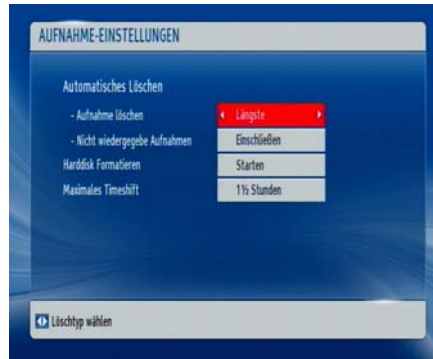 AUFNAHME-EINSTELLUNGEN
Automatisches Löschen
- Aufnahme löschen Längste
- Nicht wiedergegebe Aufnahmen Einschließen
Harddisk Formatieren Starten
Maximales Timeshift 1½ Stunden
Löschtyp wählen